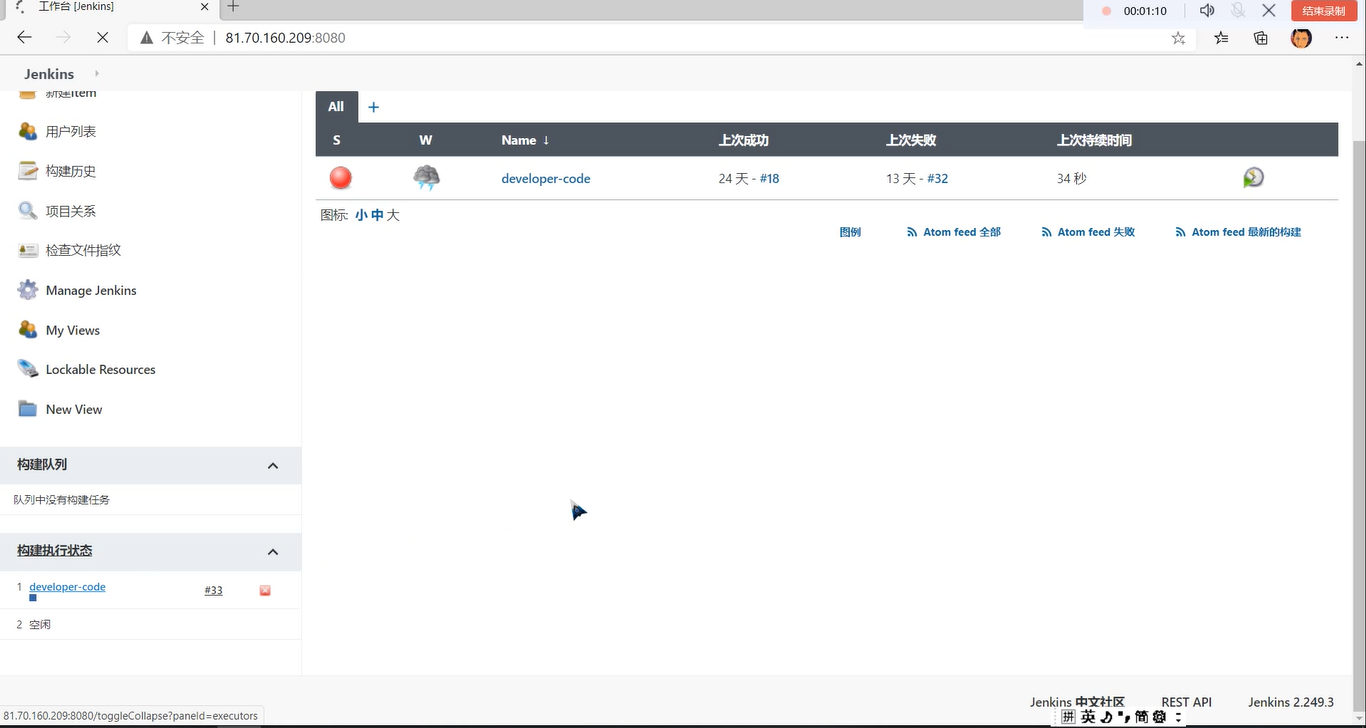 工作台 [Jenkins]
00:01:10
结束录制
不安全 | 81.70.160.209:8080
Jenkins
新建Item
用户列表
构建历史
项目关系
检查文件指纹
Manage Jenkins
My Views
Lockable Resources
New View
构建队列
队列中没有构建任务
构建执行状态
1 developer-code #33
2 空闲
All +
S W Name ↓ 上次成功 上次失败 上次持续时间
developer-code 24 天 - #18 13 天 - #32 34 秒
图标: 小 中 大
图例 Atom feed 全部 Atom feed 失败 Atom feed 最新的构建
Jenkins 中文社区 REST API Jenkins 2.249.3
81.70.160.209:8080/toggleCollapse?paneId=executors
拼 英 简